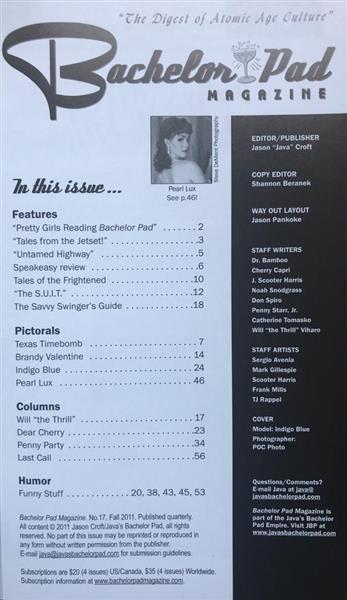 "The Digest of Atomic Age Culture"
Bachelor Pad
MAGAZINE
Steve DeMent Photography
Pearl Lux
See p.46!
In this issue...
Features
"Pretty Girls Reading Bachelor Pad" ....... 2
"Tales from the Jetset!" .................. 3
"Untamed Highway" ..................... 5
Speakeasy review ...................... 6
Tales of the Frightened ................. 10
"The S.U.I.T." ......................... 12
The Savvy Swinger's Guide .............. 18
Pictorals
Texas Timebomb ....................... 7
Brandy Valentine ...................... 14
Indigo Blue .......................... 24
Pearl Lux ............................ 46
Columns
Will "the Thrill" ........................ 17
Dear Cherry .......................... 23
Penny Party .......................... 34
Last Call ............................. 56
Humor
Funny Stuff ............. 20, 38, 43, 45, 53
Bachelor Pad Magazine. No.17, Fall 2011. Published quarterly.
All content © 2011 Jason Croft/Java's Bachelor Pad, all rights
reserved. No part of this issue may be reprinted or reproduced in
any form without written permission from the publisher.
E-mail java@javasbachelorpad.com for submission guidelines.
Subscriptions are $20 (4 issues) US/Canada, $35 (4 issues) Worldwide.
Subscription information at www.bachelorpadmagazine.com.
EDITOR/PUBLISHER
Jason "Java" Croft
COPY EDITOR
Shannon Beranek
WAY OUT LAYOUT
Jason Pankoke
STAFF WRITERS
Dr. Bamboo
Cherry Capri
J. Scooter Harris
Noah Snodgrass
Don Spiro
Penny Starr, Jr.
Catherine Tomasko
Will "the Thrill" Viharo
STAFF ARTISTS
Sergio Avenia
Mark Gillespie
Scooter Harris
Frank Mills
TJ Rappel
COVER
Model: Indigo Blue
Photographer:
POC Photo
Questions/Comments?
E-mail Java at java@
javasbachelorpad.com
Bachelor Pad Magazine is
part of the Java's Bachelor
Pad Empire. Visit JBP at
www.javasbachelorpad.com